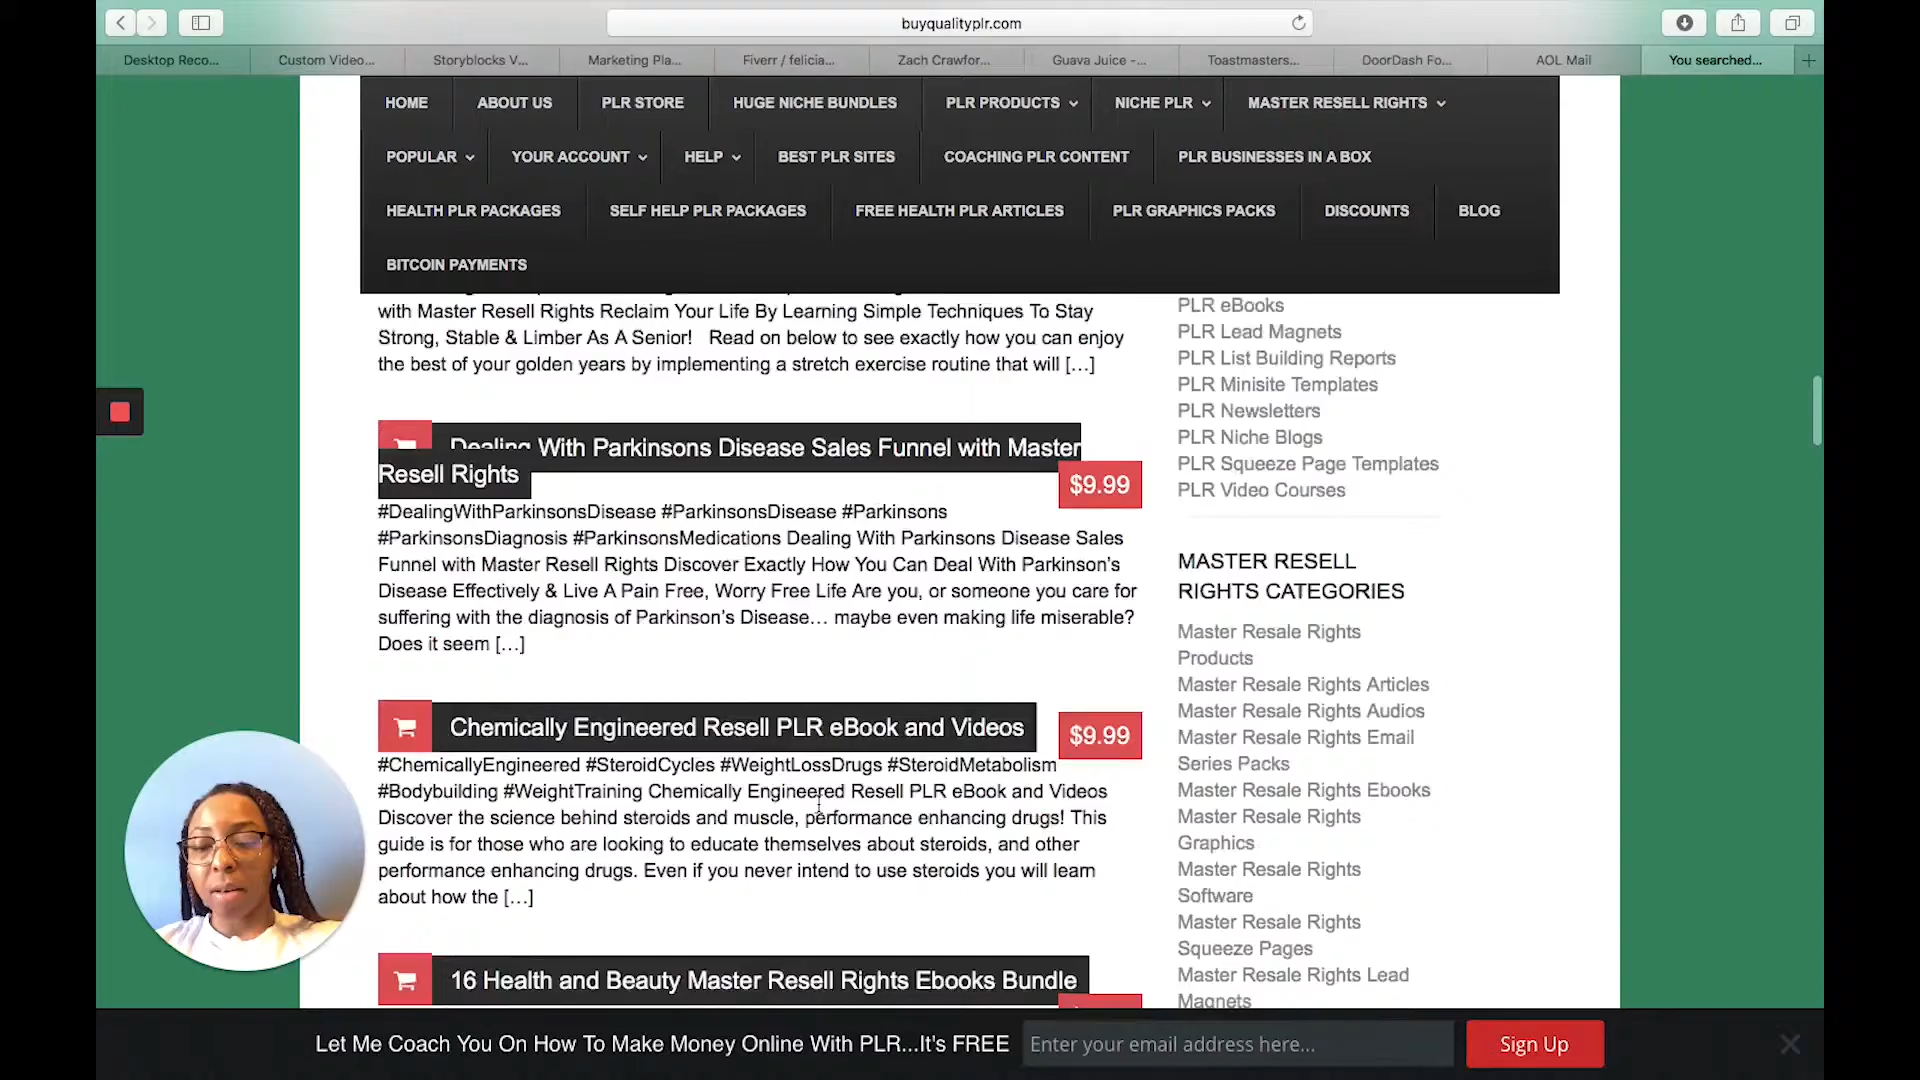 buyqualityplr.com
Desktop Reco...
Custom Video...
Storyblocks V...
Marketing Pla...
Fiverr / felicia...
Zach Crawfor...
Guava Juice -...
Toastmasters...
DoorDash Fo...
AOL Mail
You searched...
HOME
ABOUT US
PLR STORE
HUGE NICHE BUNDLES
PLR PRODUCTS
NICHE PLR
MASTER RESELL RIGHTS
POPULAR
YOUR ACCOUNT
HELP
BEST PLR SITES
COACHING PLR CONTENT
PLR BUSINESSES IN A BOX
HEALTH PLR PACKAGES
SELF HELP PLR PACKAGES
FREE HEALTH PLR ARTICLES
PLR GRAPHICS PACKS
DISCOUNTS
BLOG
BITCOIN PAYMENTS
with Master Resell Rights Reclaim Your Life By Learning Simple Techniques To Stay
Strong, Stable & Limber As A Senior!   Read on below to see exactly how you can enjoy
the best of your golden years by implementing a stretch exercise routine that will […]
Dealing With Parkinsons Disease Sales Funnel with Master
Resell Rights
$9.99
#DealingWithParkinsonsDisease #ParkinsonsDisease #Parkinsons
#ParkinsonsDiagnosis #ParkinsonsMedications Dealing With Parkinsons Disease Sales
Funnel with Master Resell Rights Discover Exactly How You Can Deal With Parkinson’s
Disease Effectively & Live A Pain Free, Worry Free Life Are you, or someone you care for
suffering with the diagnosis of Parkinson’s Disease… maybe even making life miserable?
Does it seem […]
Chemically Engineered Resell PLR eBook and Videos
$9.99
#ChemicallyEngineered #SteroidCycles #WeightLossDrugs #SteroidMetabolism
#Bodybuilding #WeightTraining Chemically Engineered Resell PLR eBook and Videos
Discover the science behind steroids and muscle, performance enhancing drugs! This
guide is for those who are looking to educate themselves about steroids, and other
performance enhancing drugs. Even if you never intend to use steroids you will learn
about how the […]
16 Health and Beauty Master Resell Rights Ebooks Bundle
PLR eBooks
PLR Lead Magnets
PLR List Building Reports
PLR Minisite Templates
PLR Newsletters
PLR Niche Blogs
PLR Squeeze Page Templates
PLR Video Courses
MASTER RESELL
RIGHTS CATEGORIES
Master Resale Rights
Products
Master Resale Rights Articles
Master Resale Rights Audios
Master Resale Rights Email
Series Packs
Master Resale Rights Ebooks
Master Resale Rights
Graphics
Master Resale Rights
Software
Master Resale Rights
Squeeze Pages
Master Resale Rights Lead
Magnets
Let Me Coach You On How To Make Money Online With PLR...It's FREE
Enter your email address here...
Sign Up